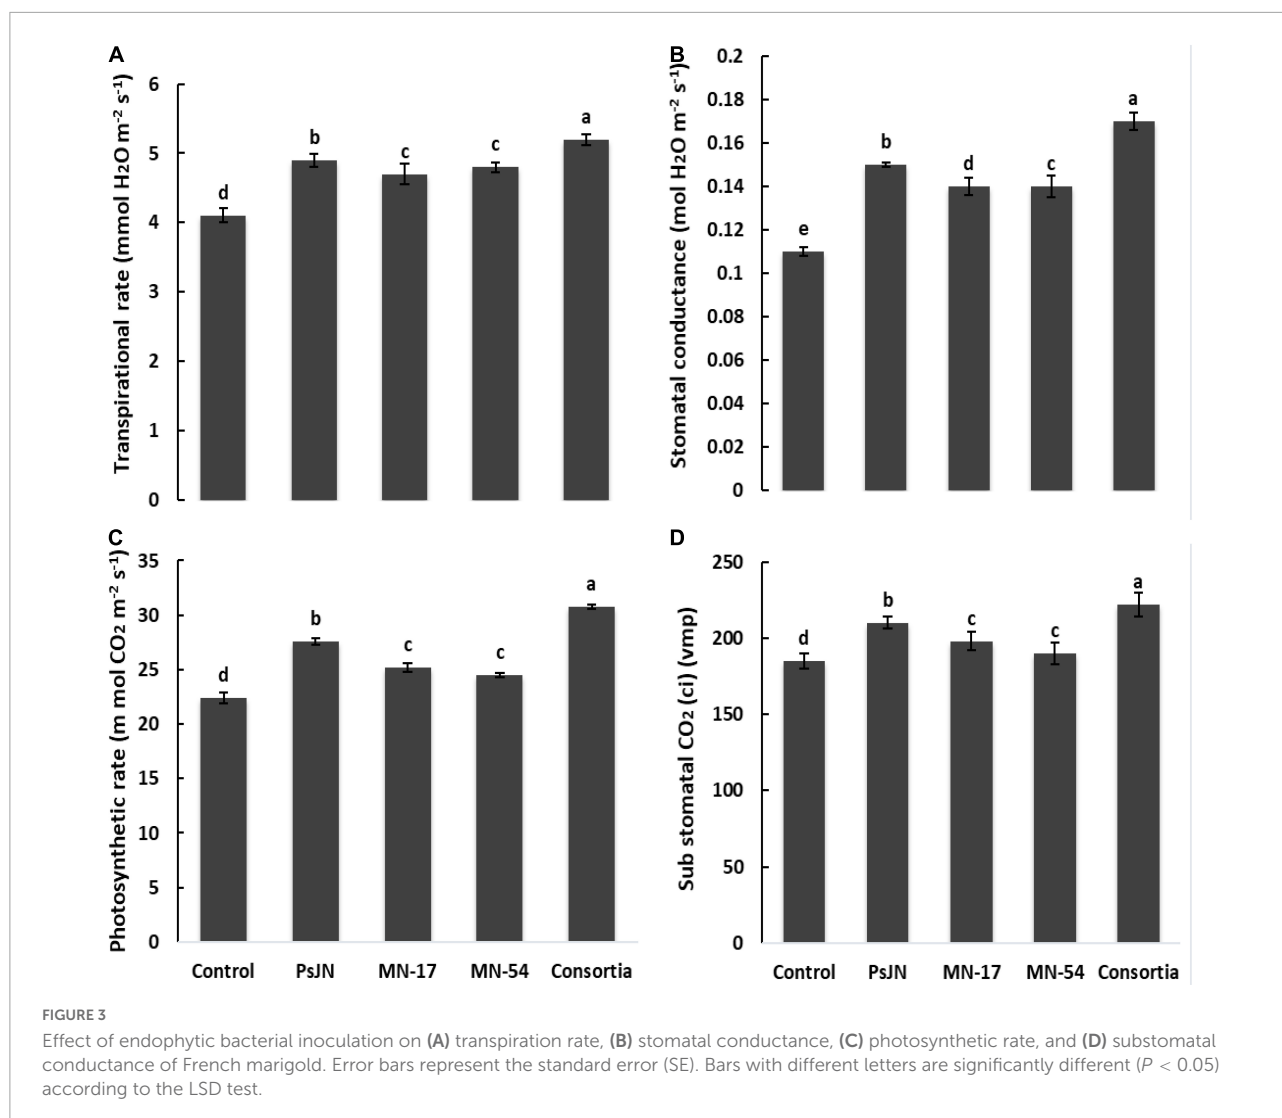 A
Transpirational rate (mmol H2O m-2 s-1)
6
5
4
3
2
1
0
d
b
c
c
a
B
Stomatal conductance (mol H2O m-2 s-1)
0.2
0.18
0.16
0.14
0.12
0.1
0.08
0.06
0.04
0.02
0
e
b
d
c
a
C
Photosynthetic rate (m mol CO2 m-2 s-1)
35
30
25
20
15
10
5
0
d
b
c
c
a
Control PsJN MN-17 MN-54 Consortia
D
Sub stomatal CO2 (ci) (vmp)
250
200
150
100
50
0
d
b
c
c
a
Control PsJN MN-17 MN-54 Consortia
FIGURE 3
Effect of endophytic bacterial inoculation on (A) transpiration rate, (B) stomatal conductance, (C) photosynthetic rate, and (D) substomatal
conductance of French marigold. Error bars represent the standard error (SE). Bars with different letters are significantly different (P < 0.05)
according to the LSD test.